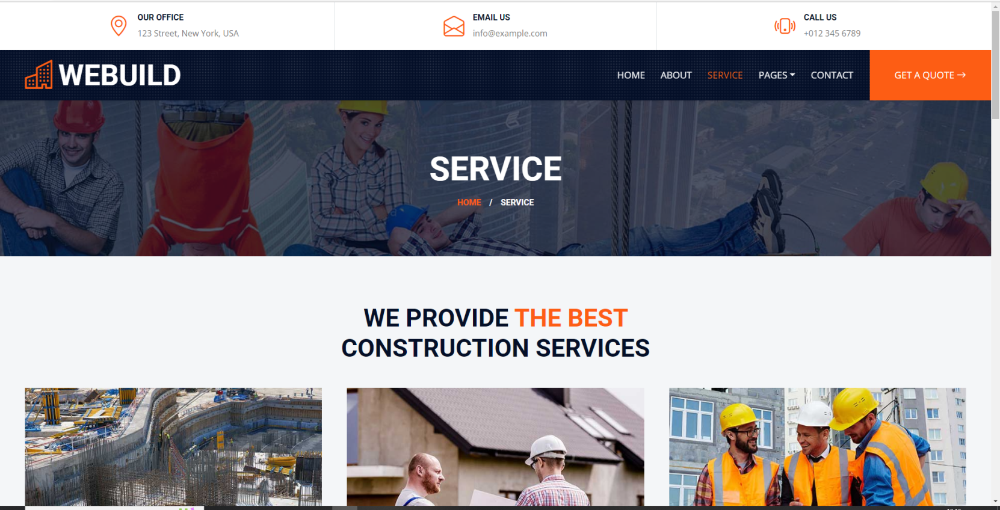 OUR OFFICE
123 Street, New York, USA
EMAIL US
info@example.com
CALL US
+012 345 6789
WEBUILD
HOME
ABOUT
SERVICE
PAGES
CONTACT
GET A QUOTE →
SERVICE
HOME / SERVICE
WE PROVIDE THE BEST
CONSTRUCTION SERVICES